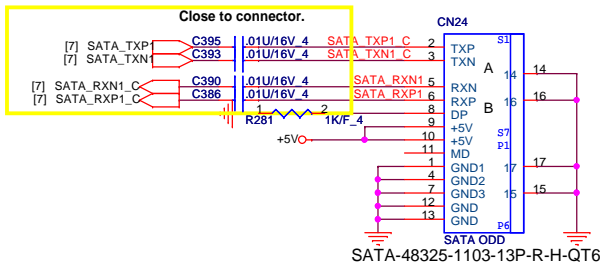 Close to connector.
CN24
[7] SATA_TXP1 C395 .01U/16V_4 SATA_TXP1_C 2 TXP S1
[7] SATA_TXN1 C393 .01U/16V_4 SATA_TXN1_C 3 TXN
A 14 14
[7] SATA_RXN1_C C390 .01U/16V_4 SATA_RXN1 5 RXN
[7] SATA_RXP1_C C386 .01U/16V_4 SATA_RXP1 6 RXP B 16 16
R281 1 2 1K/F_4 8 DP
9 +5V
+5V 10 +5V S7
11 MD P1
1 GND1 17 17
4 GND2
7 GND3 15 15
12 GND
13 GND P6
SATA ODD
SATA-48325-1103-13P-R-H-QT6